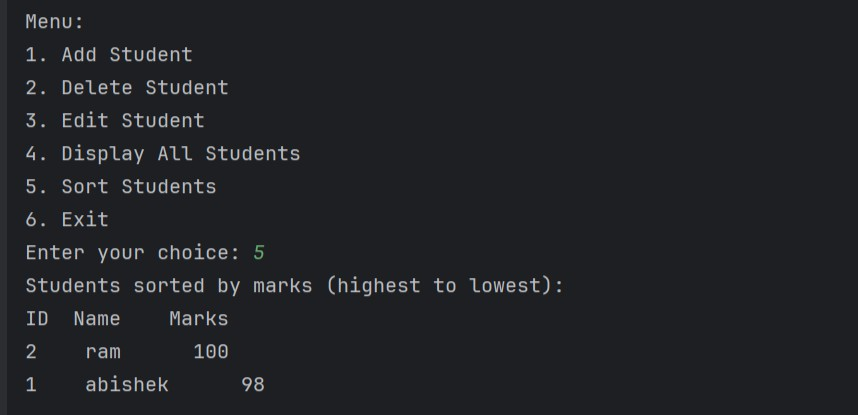 Menu:
1. Add Student
2. Delete Student
3. Edit Student
4. Display All Students
5. Sort Students
6. Exit
Enter your choice: 5
Students sorted by marks (highest to lowest):
ID  Name    Marks
2    ram      100
1    abishek      98